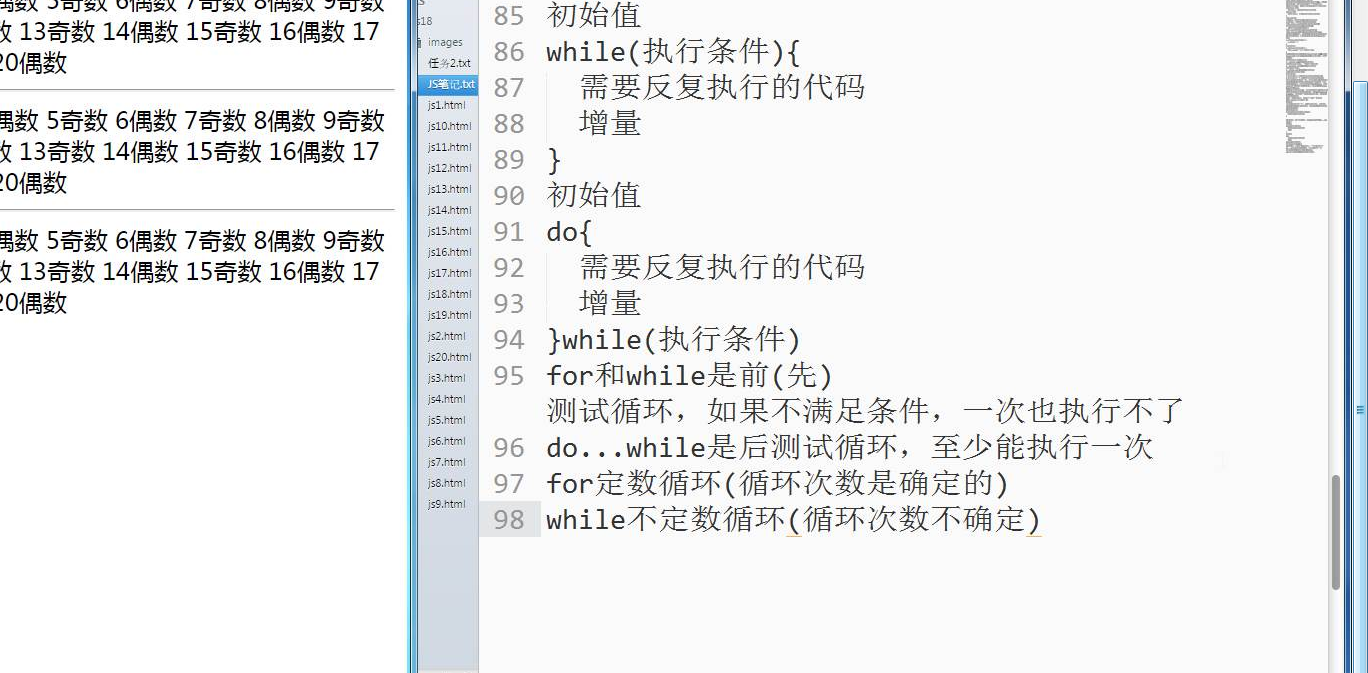 偶数 5奇数 6偶数 7奇数 8偶数 9奇数
数 13奇数 14偶数 15奇数 16偶数 17
20偶数
偶数 5奇数 6偶数 7奇数 8偶数 9奇数
数 13奇数 14偶数 15奇数 16偶数 17
20偶数
偶数 5奇数 6偶数 7奇数 8偶数 9奇数
数 13奇数 14偶数 15奇数 16偶数 17
20偶数
s18
images
任务2.txt
JS笔记.txt
js1.html
js10.html
js11.html
js12.html
js13.html
js14.html
js15.html
js16.html
js17.html
js18.html
js19.html
js2.html
js20.html
js3.html
js4.html
js5.html
js6.html
js7.html
js8.html
js9.html
85 初始值
86 while(执行条件){
87 需要反复执行的代码
88 增量
89 }
90 初始值
91 do{
92 需要反复执行的代码
93 增量
94 }while(执行条件)
95 for和while是前(先)
测试循环，如果不满足条件，一次也执行不了
96 do...while是后测试循环，至少能执行一次
97 for定数循环(循环次数是确定的)
98 while不定数循环(循环次数不确定)